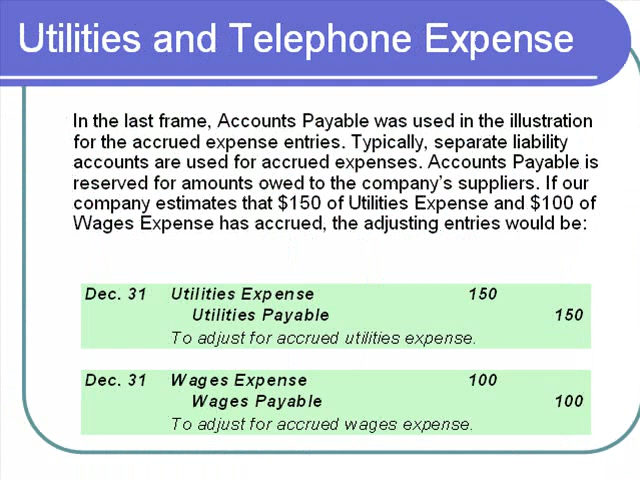 Utilities and Telephone Expense
In the last frame, Accounts Payable was used in the illustration
for the accrued expense entries. Typically, separate liability
accounts are used for accrued expenses. Accounts Payable is
reserved for amounts owed to the company's suppliers. If our
company estimates that $150 of Utilities Expense and $100 of
Wages Expense has accrued, the adjusting entries would be:
Dec. 31 Utilities Expense 150
Utilities Payable 150
To adjust for accrued utilities expense.
Dec. 31 Wages Expense 100
Wages Payable 100
To adjust for accrued wages expense.